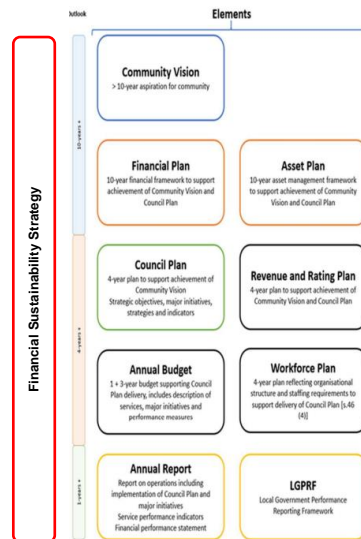 Outlook
Elements
Financial Sustainability Strategy
10-years +
4-years +
1-years +
Community Vision
> 10-year aspiration for community
Financial Plan
10-year financial framework to support
achievement of Community Vision and
Council Plan
Asset Plan
10-year asset management framework
to support achievement of Community
Vision and Council Plan
Council Plan
4-year plan to support achievement of
Community Vision
Strategic objectives, major initiatives,
strategies and indicators
Revenue and Rating Plan
4-year plan to support achievement of
Community Vision and Council Plan
Annual Budget
1 + 3-year budget supporting Council
Plan delivery, includes description of
services, major initiatives and
performance measures
Workforce Plan
4-year plan reflecting organisational
structure and staffing requirements to
support delivery of Council Plan [s.46
(4)]
Annual Report
Report on operations including
implementation of Council Plan and
major initiatives
Service performance indicators
Financial performance statement
LGPRF
Local Government Performance
Reporting Framework